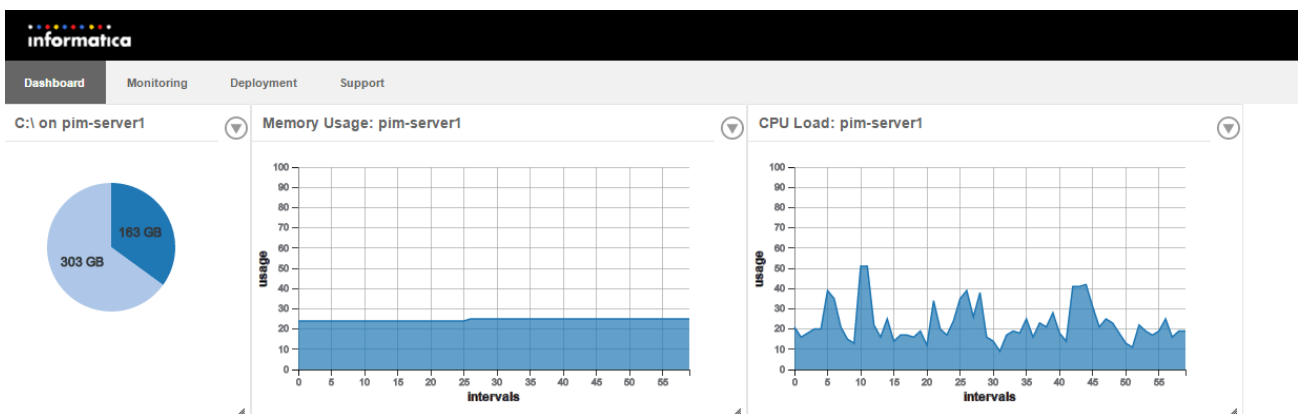 informatica
Dashboard Monitoring Deployment Support
C:\ on pim-server1
163 GB
303 GB
Memory Usage: pim-server1
100
90
80
70
60
50
40
30
20
10
0
usage
0 5 10 15 20 25 30 35 40 45 50 55
intervals
CPU Load: pim-server1
100
90
80
70
60
50
40
30
20
10
0
usage
0 5 10 15 20 25 30 35 40 45 50 55
intervals